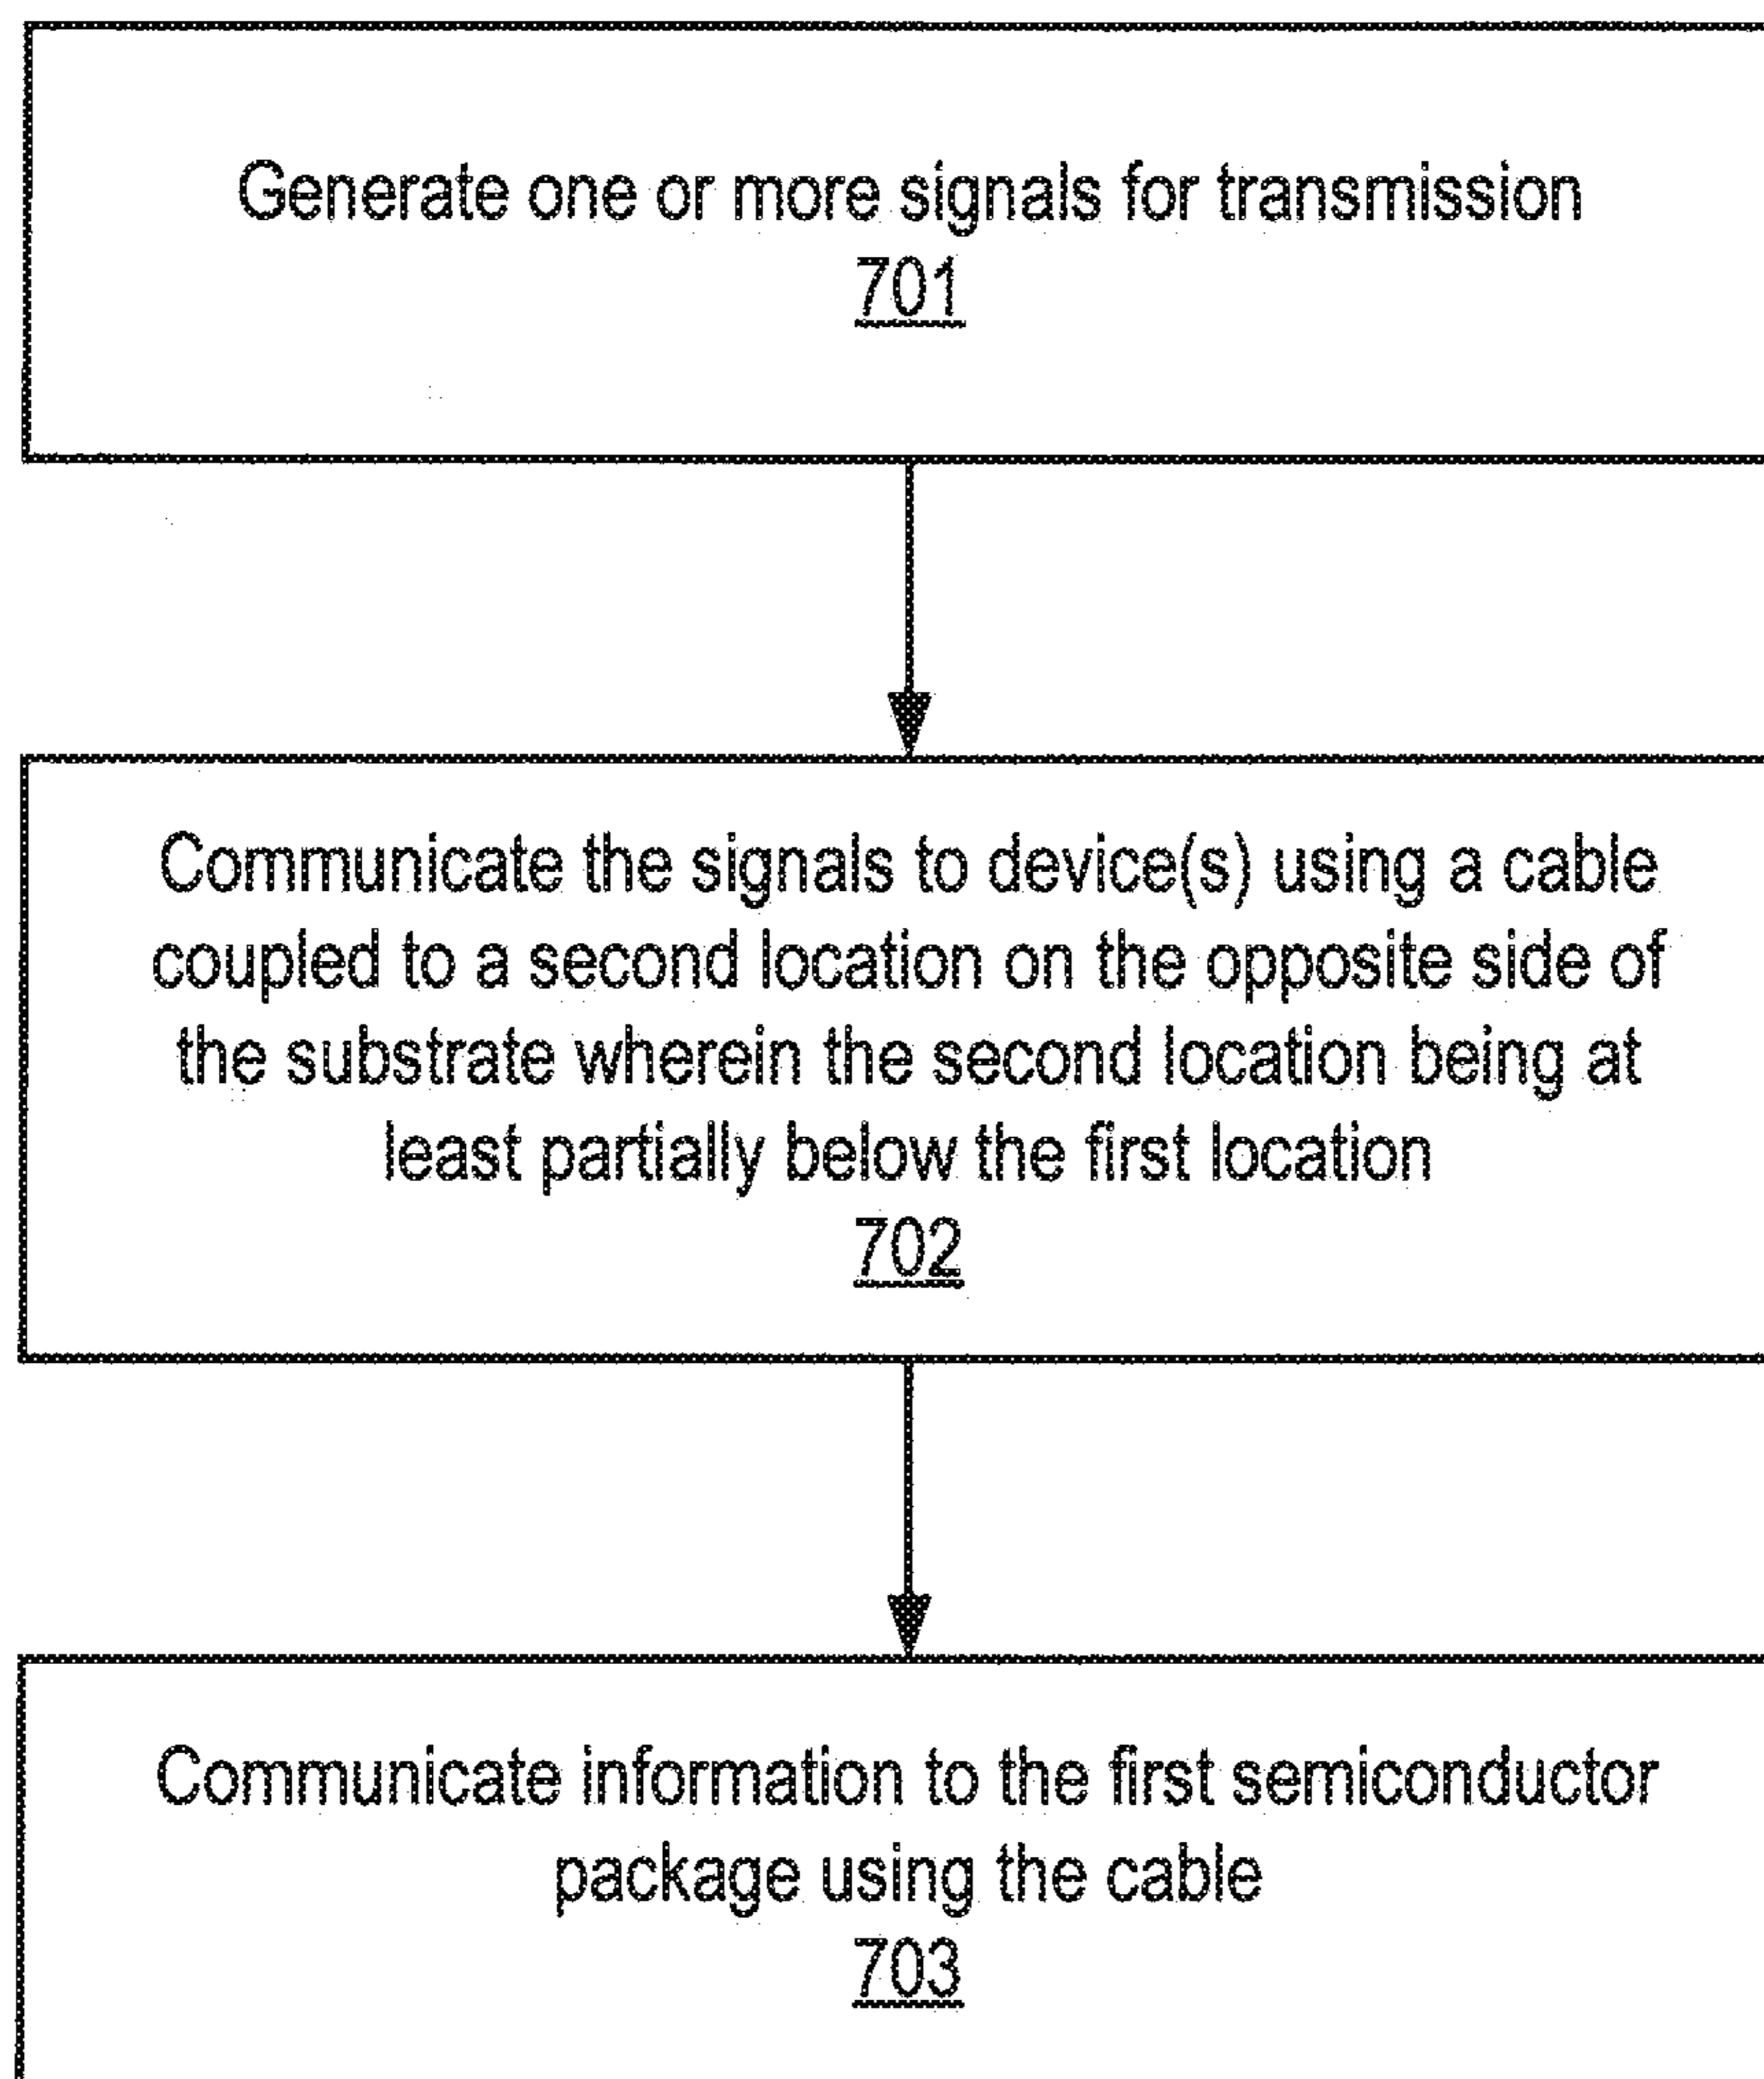 Generate one or more signals for transmission
701
Communicate the signals to device(s) using a cable
coupled to a second location on the opposite side of
the substrate wherein the second location being at
least partially below the first location
702
Communicate information to the first semiconductor
package using the cable
703